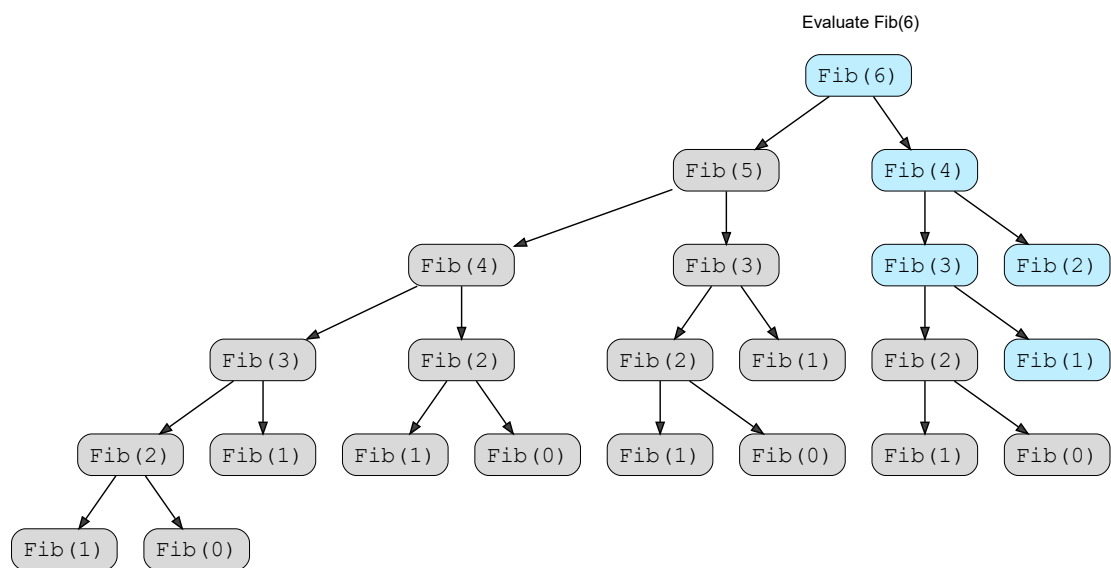 Evaluate Fib(6)
Fib(6)
Fib(5) Fib(4)
Fib(4) Fib(3) Fib(3) Fib(2)
Fib(3) Fib(2) Fib(2) Fib(1) Fib(2) Fib(1)
Fib(2) Fib(1) Fib(1) Fib(0) Fib(1) Fib(0) Fib(1) Fib(0)
Fib(1) Fib(0)